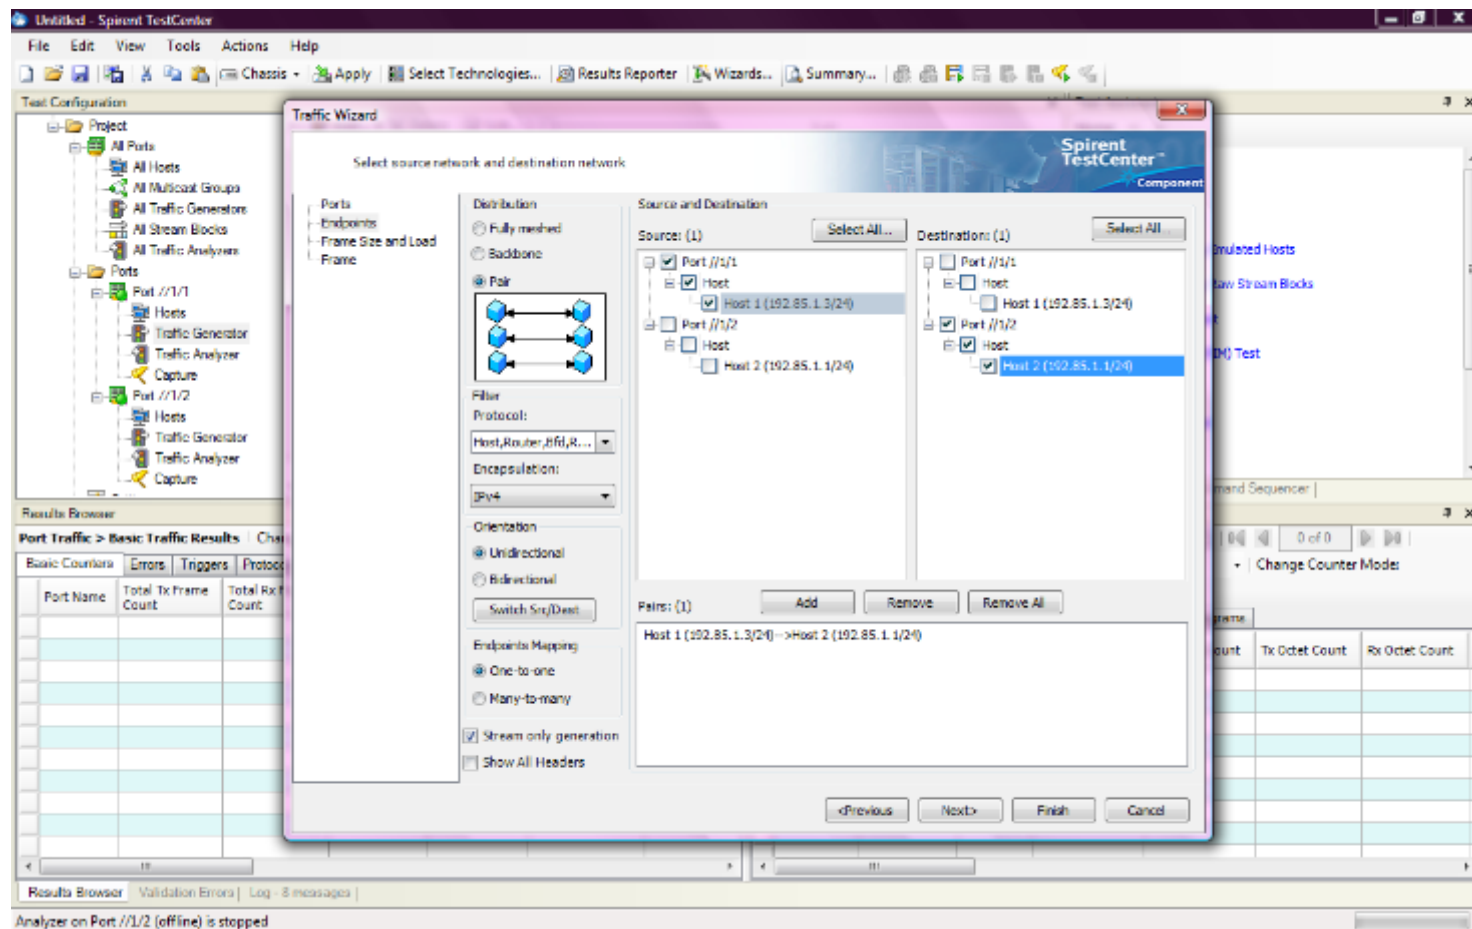 Untitled - Spirent TestCenter
File Edit View Tools Actions Help
Chassis Apply Select Technologies... Results Reporter Wizards... Summary...
Test Configuration
Project
All Ports
All Hosts
All Multicast Groups
All Traffic Generators
All Stream Blocks
All Traffic Analyzers
Ports
Port //1/1
Hosts
Traffic Generator
Traffic Analyzer
Capture
Port //1/2
Hosts
Traffic Generator
Traffic Analyzer
Capture
Traffic Wizard
Select source network and destination network
Spirent
TestCenter™
Component
Ports
Endpoints
Frame Size and Load
Frame
Distribution
Fully meshed
Backbone
Pair
Filter
Protocol:
Host,Router,Bfd,R...
Encapsulation:
IPv4
Orientation
Unidirectional
Bidirectional
Switch Src/Dest
Endpoints Mapping
One-to-one
Many-to-many
Stream only generation
Show All Headers
Source and Destination
Source: (1) Select All...
Port //1/1
Host
Host 1 (192.85.1.3/24)
Port //1/2
Host
Host 2 (192.85.1.1/24)
Destination: (1) Select All...
Port //1/1
Host
Host 1 (192.85.1.3/24)
Port //1/2
Host
Host 2 (192.85.1.1/24)
Pairs: (1) Add Remove Remove All
Host 1 (192.85.1.3/24)-->Host 2 (192.85.1.1/24)
<Previous Next> Finish Cancel
Emulated Hosts
Raw Stream Blocks
Test
mand Sequencer
Results Browser
Port Traffic > Basic Traffic Results Cha
Basic Counters Errors Triggers Protoco
Port Name Total Tx Frame Count Total Rx Count
0 of 0
Change Counter Mode:
grams
ount Tx Octet Count Rx Octet Count
Results Browser Validation Errors Log - 8 messages
Analyzer on Port //1/2 (offline) is stopped